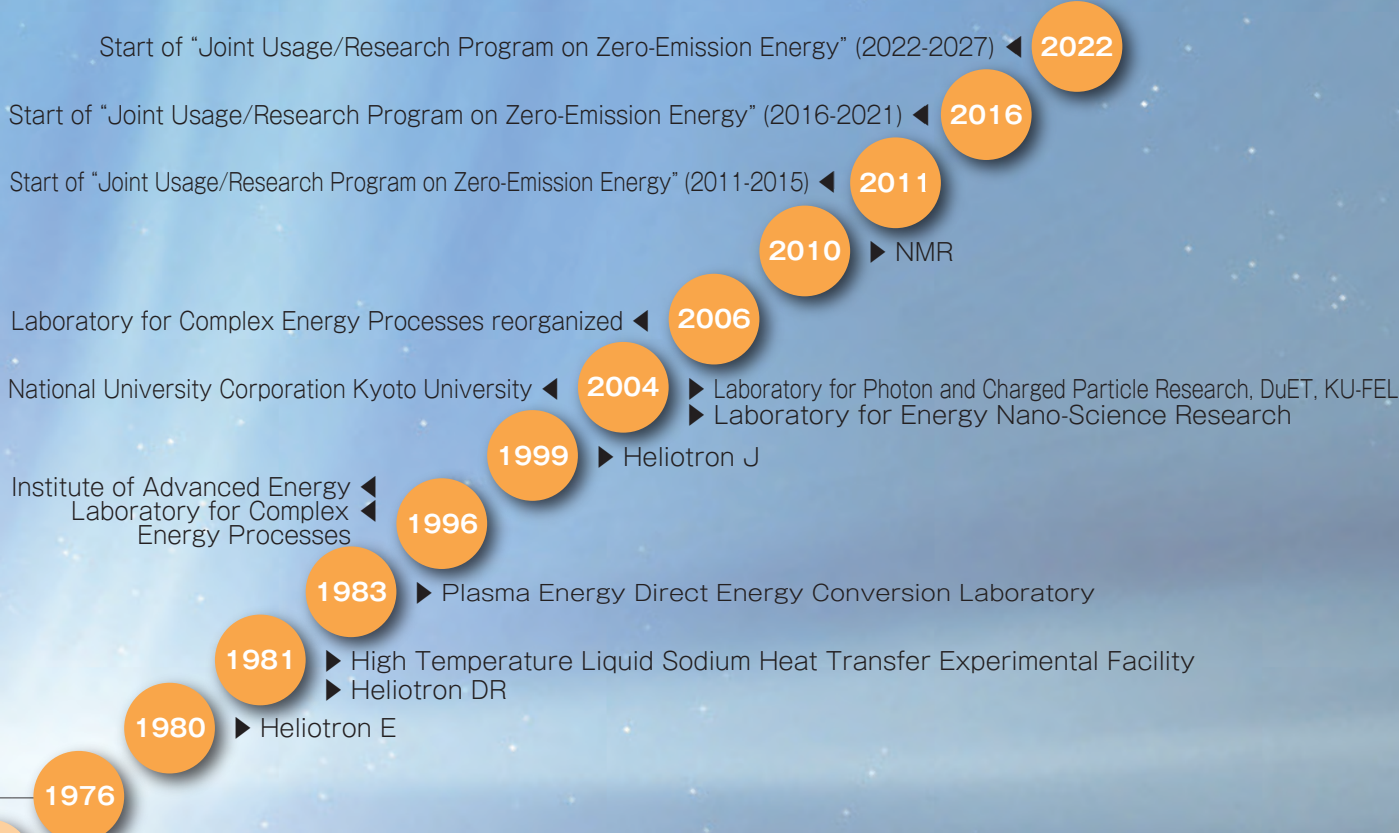 Start of “Joint Usage/Research Program on Zero-Emission Energy” (2022-2027) ◀ 2022
Start of “Joint Usage/Research Program on Zero-Emission Energy” (2016-2021) ◀ 2016
Start of “Joint Usage/Research Program on Zero-Emission Energy” (2011-2015) ◀ 2011
2010 ▶ NMR
Laboratory for Complex Energy Processes reorganized ◀ 2006
National University Corporation Kyoto University ◀ 2004 ▶ Laboratory for Photon and Charged Particle Research, DuET, KU-FEL
▶ Laboratory for Energy Nano-Science Research
1999 ▶ Heliotron J
Institute of Advanced Energy ◀
Laboratory for Complex ◀
Energy Processes
1996
1983 ▶ Plasma Energy Direct Energy Conversion Laboratory
1981 ▶ High Temperature Liquid Sodium Heat Transfer Experimental Facility
▶ Heliotron DR
1980 ▶ Heliotron E
1976